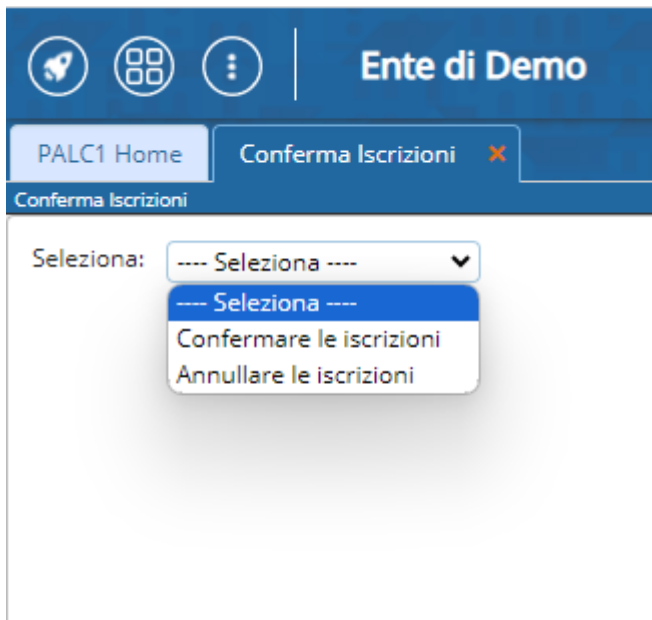 Ente di Demo
PALC1 Home
Conferma Iscrizioni
Conferma Iscrizioni
Seleziona:
---- Seleziona ----
---- Seleziona ----
Confermare le iscrizioni
Annullare le iscrizioni